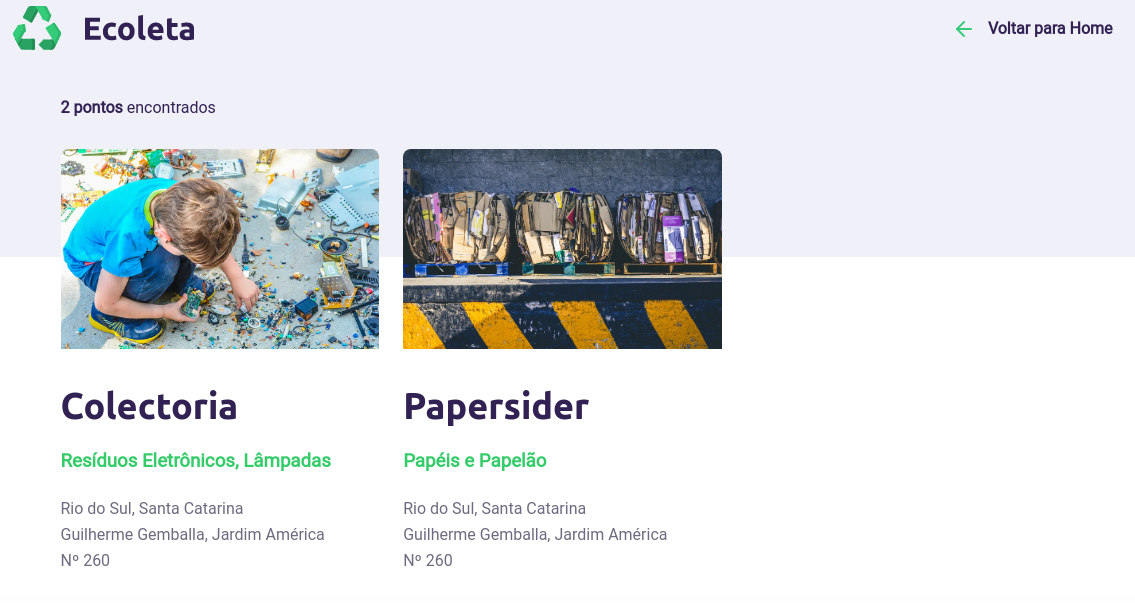 Ecoleta
Voltar para Home
2 pontos encontrados
Colectoria
Resíduos Eletrônicos, Lâmpadas
Rio do Sul, Santa Catarina
Guilherme Gemballa, Jardim América
Nº 260
Papersider
Papéis e Papelão
Rio do Sul, Santa Catarina
Guilherme Gemballa, Jardim América
Nº 260